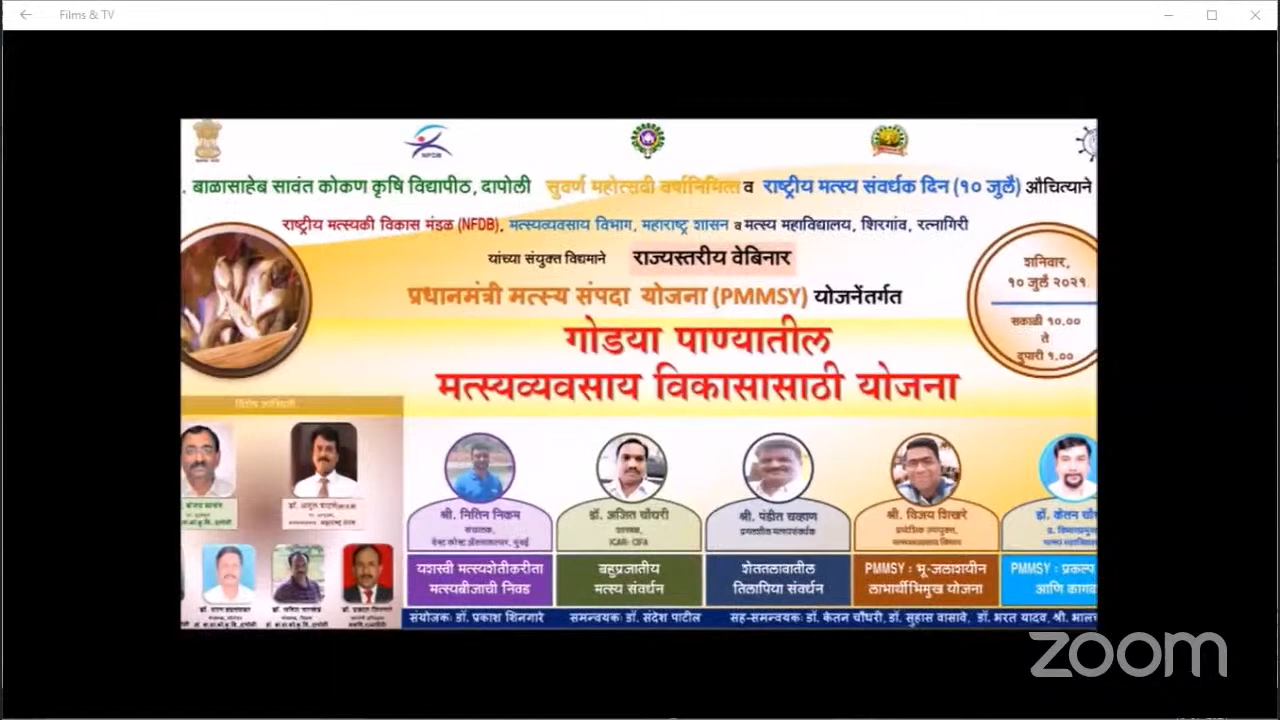 Films & TV
NFDB
. बाळासाहेब सावंत कोकण कृषि विद्यापीठ, दापोली सुवर्ण महोत्सवी वर्षानिमित्त व राष्ट्रीय मत्स्य संवर्धक दिन (१० जुलै) औचित्याने
राष्ट्रीय मत्स्यकी विकास मंडळ (NFDB), मत्स्यव्यवसाय विभाग, महाराष्ट्र शासन व मत्स्य महाविद्यालय, शिरगांव, रत्नागिरी
यांच्या संयुक्त विद्यमाने राज्यस्तरीय वेबिनार
प्रधानमंत्री मत्स्य संपदा योजना (PMMSY) योजनेंतर्गत
गोडया पाण्यातील
मत्स्यव्यवसाय विकासासाठी योजना
शनिवार,
१० जुलै २०२१
सकाळी १०.००
ते
दुपारी १.००
श्री. नितिन निकम
संचालक,
डॉ. अजित चौधरी
ICAR- CIFA
श्री. पंडीत चव्हाण
श्री. विजय शिखरे
डॉ. केतन चौ
यशस्वी मत्स्यशेतीकरीता
मत्स्यबीजाची निवड
बहुप्रजातीय
मत्स्य संवर्धन
शेततलावातील
तिलापिया संवर्धन
PMMSY : भू-जलाशयीन
लाभार्थीभिमुख योजना
PMMSY : प्रकल्प
आणि कागद
संयोजक: डॉ. प्रकाश शिनगारे समन्वयक: डॉ. संदेश पाटील सह-समन्वयक: डॉ. केतन चौधरी, डॉ. सुहास वासावे, डॉ. भरत यादव, श्री. भालच
zoom